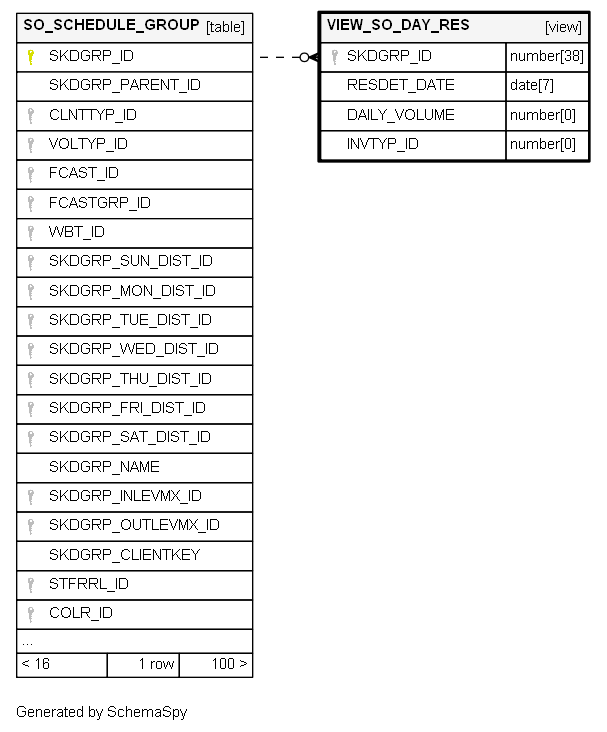 SO_SCHEDULE_GROUP [table]
SKDGRP_ID
SKDGRP_PARENT_ID
CLNTTYP_ID
VOLTYP_ID
FCAST_ID
FCASTGRP_ID
WBT_ID
SKDGRP_SUN_DIST_ID
SKDGRP_MON_DIST_ID
SKDGRP_TUE_DIST_ID
SKDGRP_WED_DIST_ID
SKDGRP_THU_DIST_ID
SKDGRP_FRI_DIST_ID
SKDGRP_SAT_DIST_ID
SKDGRP_NAME
SKDGRP_INLEVMX_ID
SKDGRP_OUTLEVMX_ID
SKDGRP_CLIENTKEY
STFRRL_ID
COLR_ID
...
< 16 1 row 100 >
VIEW_SO_DAY_RES [view]
SKDGRP_ID number[38]
RESDET_DATE date[7]
DAILY_VOLUME number[0]
INVTYP_ID number[0]
Generated by SchemaSpy